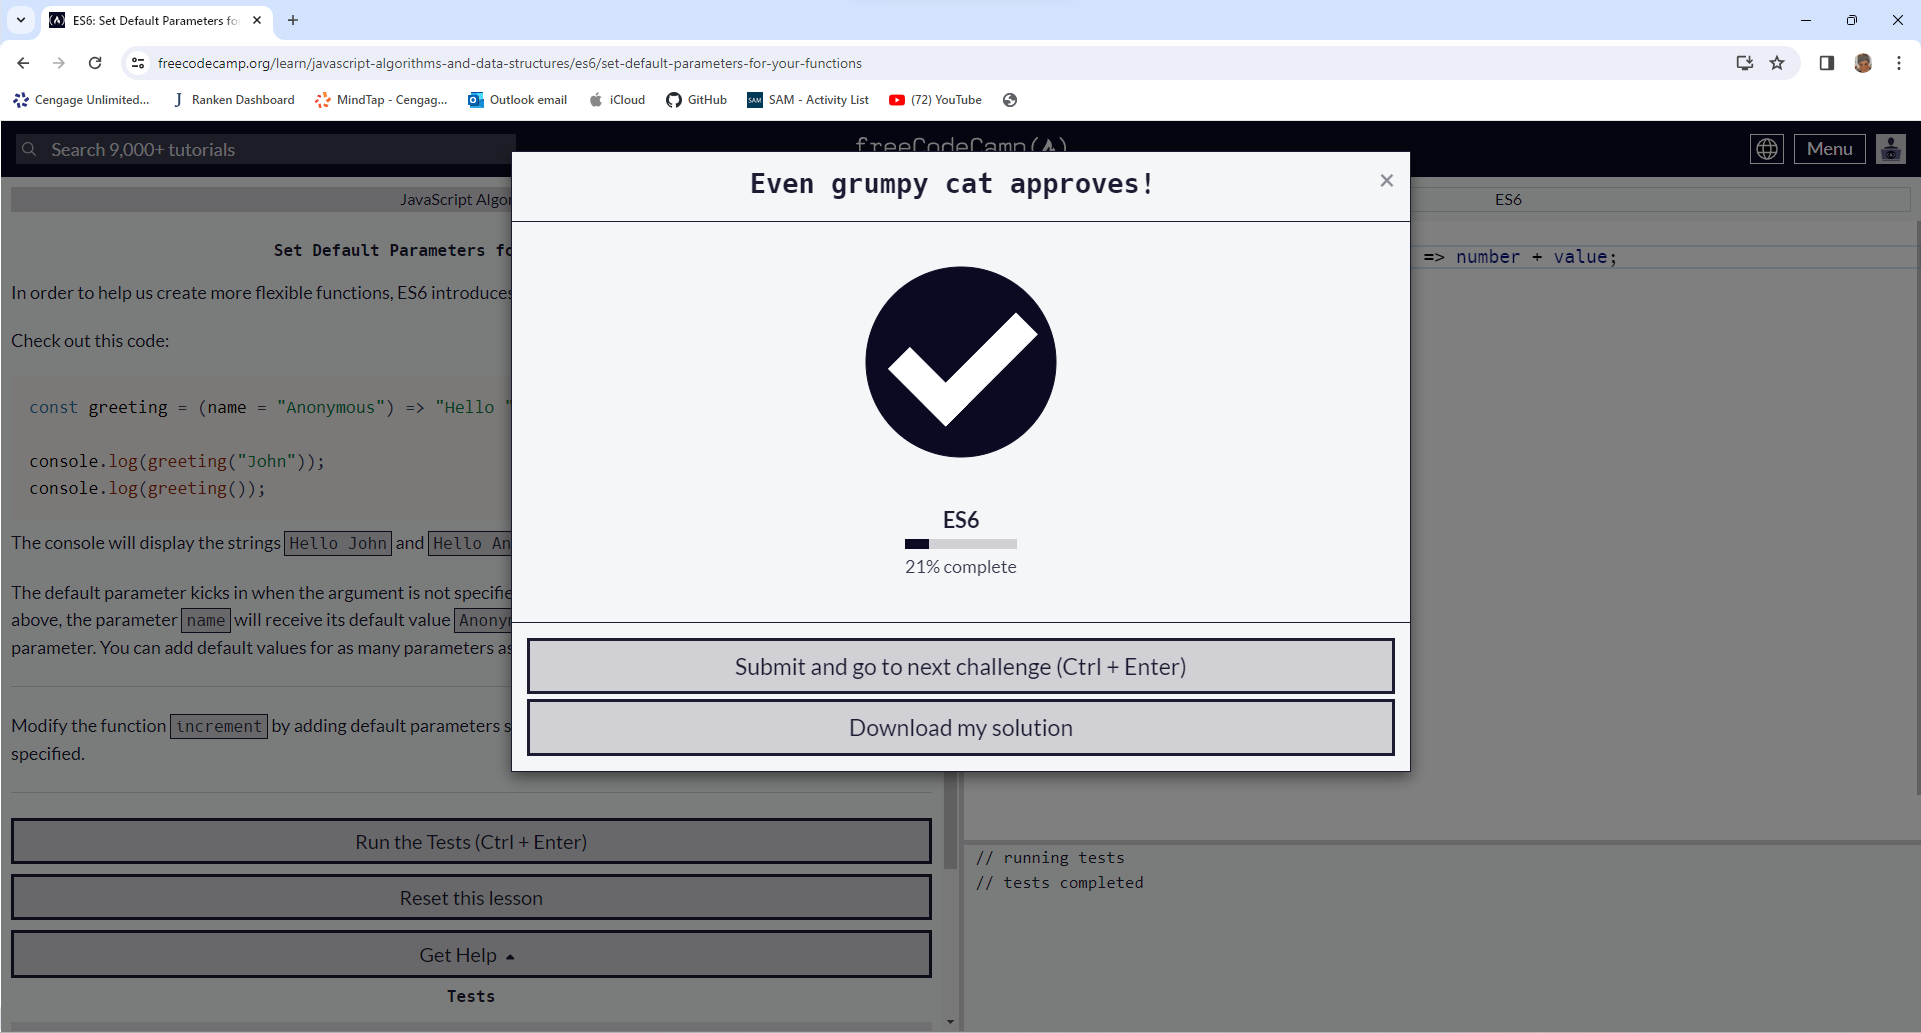 ES6: Set Default Parameters fo
freecodecamp.org/learn/javascript-algorithms-and-data-structures/es6/set-default-parameters-for-your-functions
Cengage Unlimited...
Ranken Dashboard
MindTap - Cengag...
Outlook email
iCloud
GitHub
SAM
SAM - Activity List
(72) YouTube
Search 9,000+ tutorials
freeCodeCamp
Menu
JavaScript Algor
ES6
Even grumpy cat approves!
×
Set Default Parameters fo
=> number + value;
In order to help us create more flexible functions, ES6 introduces
Check out this code:
const greeting = (name = "Anonymous") => "Hello "
console.log(greeting("John"));
console.log(greeting());
The console will display the strings Hello John and Hello An
The default parameter kicks in when the argument is not specifie
above, the parameter name will receive its default value Anony
parameter. You can add default values for as many parameters as
Modify the function increment by adding default parameters s
specified.
ES6
21% complete
Submit and go to next challenge (Ctrl + Enter)
Download my solution
Run the Tests (Ctrl + Enter)
Reset this lesson
Get Help
Tests
// running tests
// tests completed